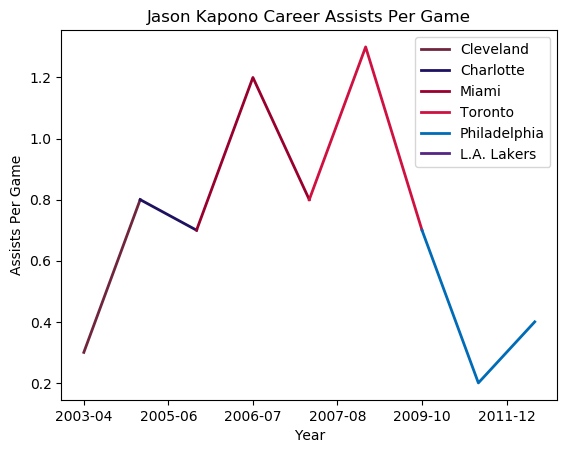 Jason Kapono Career Assists Per Game
Cleveland
Charlotte
Miami
Toronto
Philadelphia
L.A. Lakers
1.2
1.0
0.8
0.6
0.4
0.2
Assists Per Game
2003-04 2005-06 2006-07 2007-08 2009-10 2011-12
Year